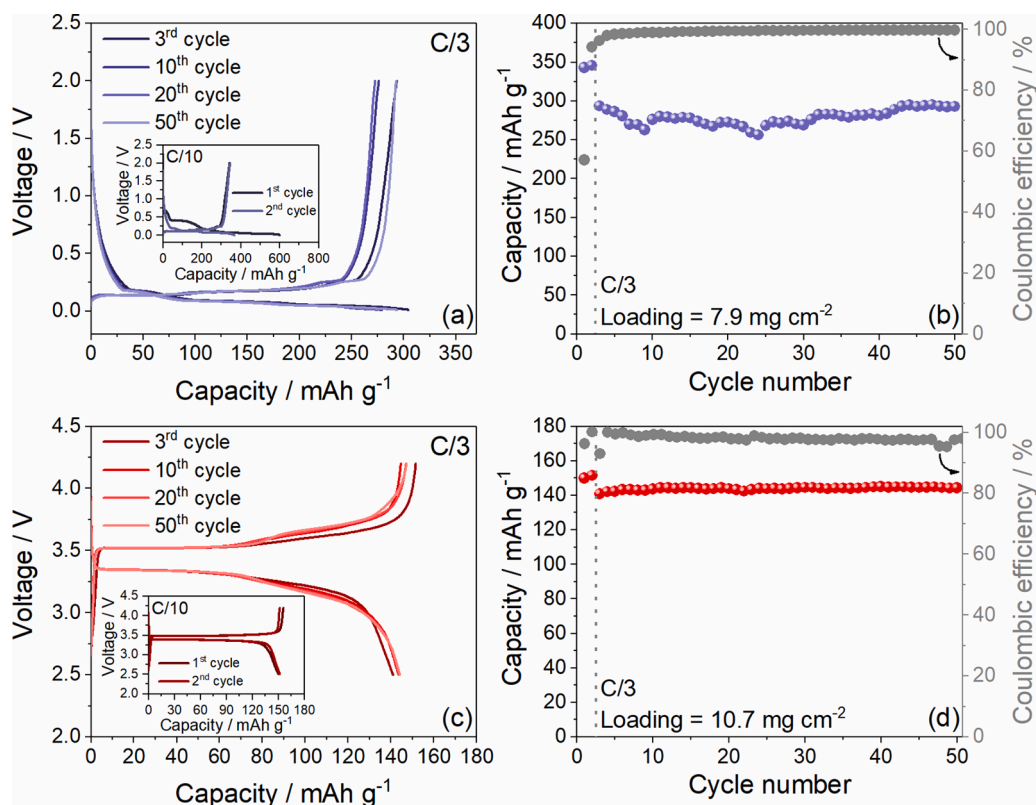 2.5
2.0
1.5
1.0
0.5
0.0
Voltage / V
3rd cycle
10th cycle
20th cycle
50th cycle
C/3
2.0
1.5
1.0
0.5
0.0
Voltage / V
C/10
1st cycle
2nd cycle
0 200 400 600 800
Capacity / mAh g-1
(a)
0 50 100 150 200 250 300 350
Capacity / mAh g-1
400
350
300
250
200
150
100
50
0
Capacity / mAh g-1
C/3
Loading = 7.9 mg cm-2
(b)
100
80
60
40
20
0
Coulombic efficiency / %
0 10 20 30 40 50
Cycle number
4.5
4.0
3.5
3.0
2.5
2.0
Voltage / V
3rd cycle
10th cycle
20th cycle
50th cycle
C/3
4.5
4.0
3.5
3.0
2.5
2.0
Voltage / V
C/10
1st cycle
2nd cycle
0 30 60 90 120 150 180
Capacity / mAh g-1
(c)
0 20 40 60 80 100 120 140 160 180
Capacity / mAh g-1
180
160
140
120
100
80
60
40
20
0
Capacity / mAh g-1
C/3
Loading = 10.7 mg cm-2
(d)
100
80
60
40
20
0
Coulombic efficiency / %
0 10 20 30 40 50
Cycle number